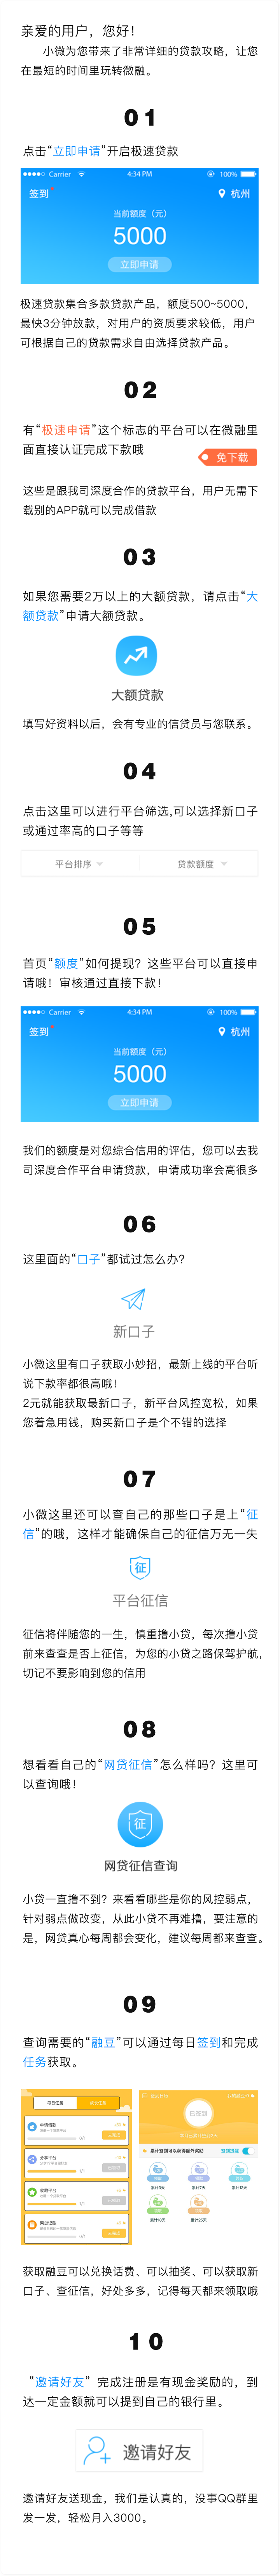 亲爱的用户，您好！
小微为您带来了非常详细的贷款攻略，让您
在最短的时间里玩转微融。
01
点击“立即申请”开启极速贷款
Carrier 4:34 PM 100%
签到 杭州
当前额度（元）
5000
立即申请
极速贷款集合多款贷款产品，额度500~5000，
最快3分钟放款，对用户的资质要求较低，用户
可根据自己的贷款需求自由选择贷款产品。
02
有“极速申请”这个标志的平台可以在微融里
面直接认证完成下款哦
免下载
这些是跟我司深度合作的贷款平台，用户无需下
载别的APP就可以完成借款
03
如果您需要2万以上的大额贷款，请点击“大
额贷款”申请大额贷款。
大额贷款
填写好资料以后，会有专业的信贷员与您联系。
04
点击这里可以进行平台筛选,可以选择新口子
或通过率高的口子等等
平台排序 贷款额度
05
首页“额度”如何提现？这些平台可以直接申
请哦！审核通过直接下款！
Carrier 4:34 PM 100%
签到 杭州
当前额度（元）
5000
立即申请
我们的额度是对您综合信用的评估，您可以去我
司深度合作平台申请贷款，申请成功率会高很多
06
这里面的“口子”都试过怎么办？
新口子
小微这里有口子获取小妙招，最新上线的平台听
说下款率都很高哦！
2元就能获取最新口子，新平台风控宽松，如果
您着急用钱，购买新口子是个不错的选择
07
小微这里还可以查自己的那些口子是上“征
信”的哦，这样才能确保自己的征信万无一失
征
平台征信
征信将伴随您的一生，慎重撸小贷，每次撸小贷
前来查查是否上征信，为您的小贷之路保驾护航，
切记不要影响到您的信用
08
想看看自己的“网贷征信”怎么样吗？这里可
以查询哦！
征
网贷征信查询
小贷一直撸不到？来看看哪些是你的风控弱点，
针对弱点做改变，从此小贷不再难撸，要注意的
是，网贷真心每周都会变化，建议每周都来查查。
09
查询需要的“融豆”可以通过每日签到和完成
任务获取。
每日任务
申请借款
分享平台
收藏平台
网贷记账
已签到
累计签到可以获得额外奖励
累计3天 累计7天 累计12天
累计18天 累计25天
获取融豆可以兑换话费、可以抽奖、可以获取新
口子、查征信，好处多多，记得每天都来领取哦
10
“邀请好友”完成注册是有现金奖励的，到
达一定金额就可以提到自己的银行里。
邀请好友
邀请好友送现金，我们是认真的，没事QQ群里
发一发，轻松月入3000。